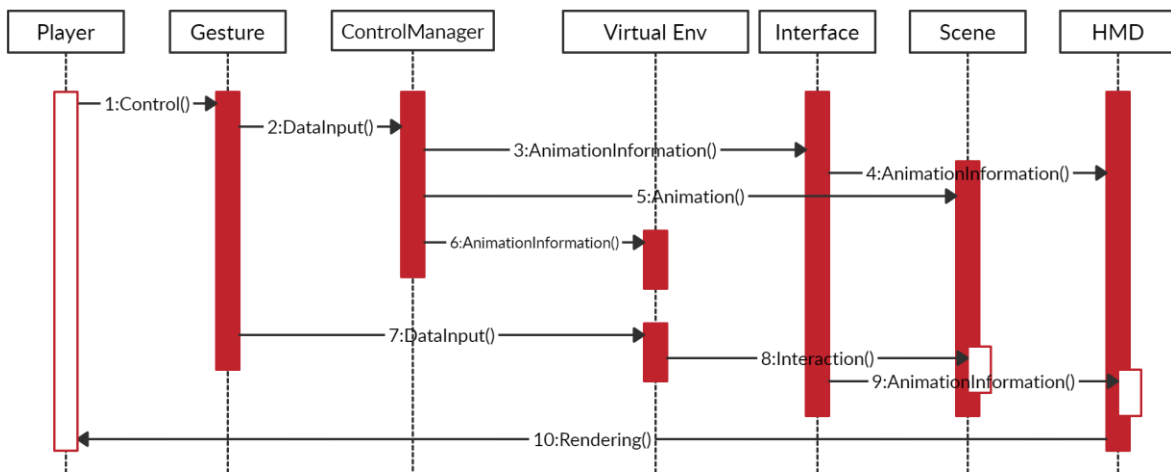 Player
Gesture
ControlManager
Virtual Env
Interface
Scene
HMD
1:Control()
2:DataInput()
3:AnimationInformation()
4:AnimationInformation()
5:Animation()
6:AnimationInformation()
7:DataInput()
8:Interaction()
9:AnimationInformation()
10:Rendering()